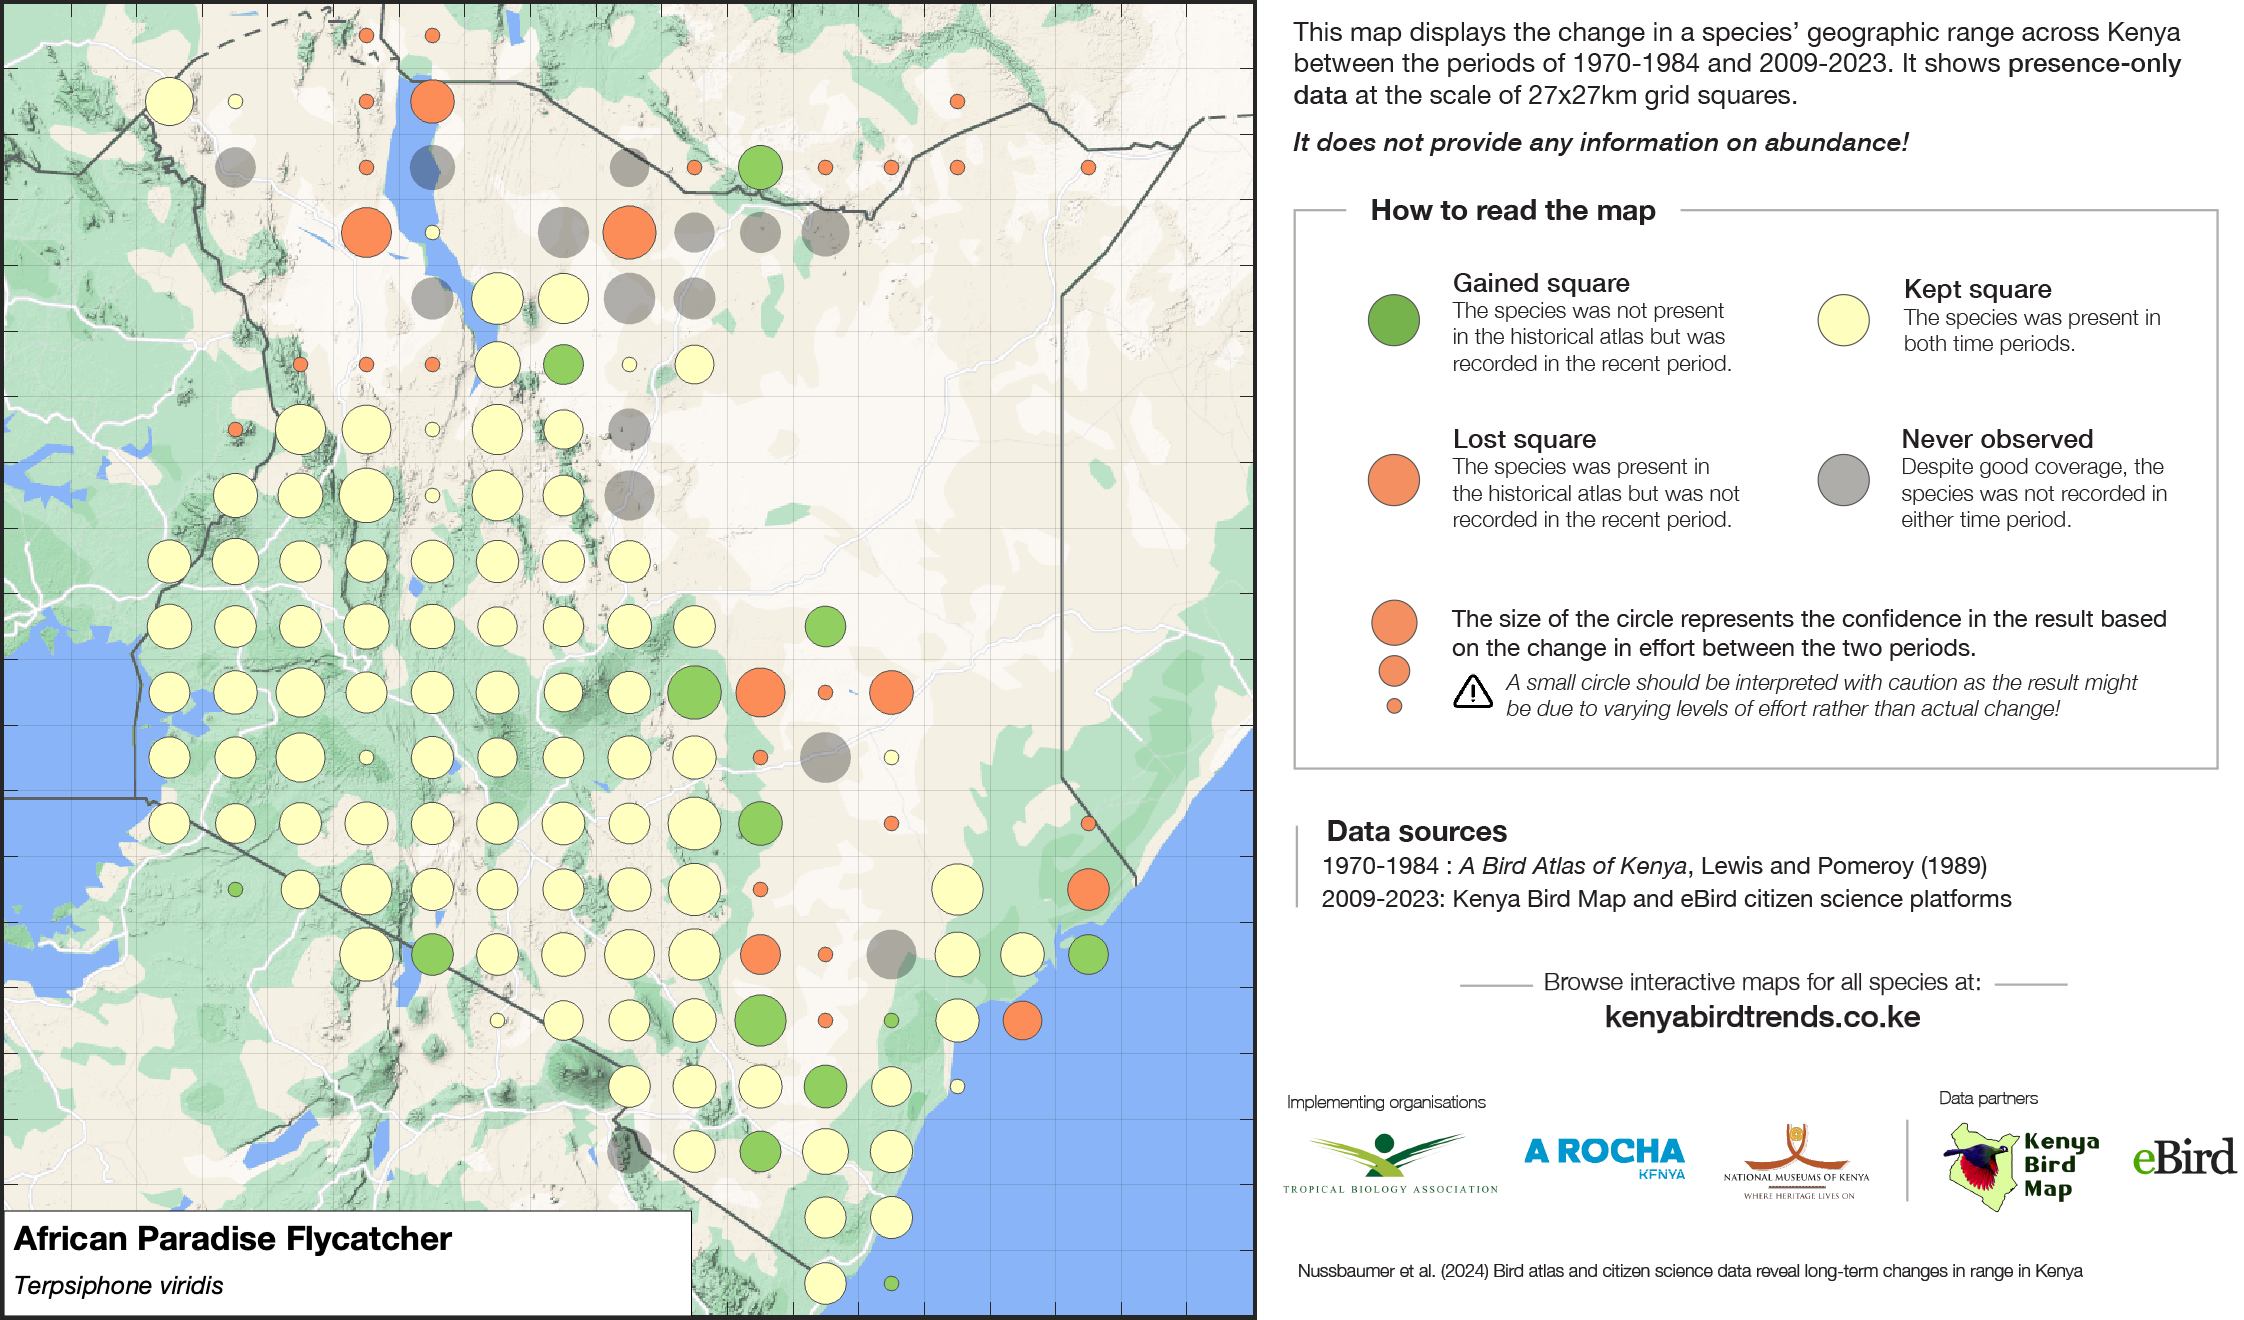 This map displays the change in a species’ geographic range across Kenya
between the periods of 1970-1984 and 2009-2023. It shows presence-only
data at the scale of 27x27km grid squares.
It does not provide any information on abundance!
How to read the map
Gained square
The species was not present
in the historical atlas but was
recorded in the recent period.
Kept square
The species was present in
both time periods.
Lost square
The species was present in
the historical atlas but was not
recorded in the recent period.
Never observed
Despite good coverage, the
species was not recorded in
either time period.
The size of the circle represents the confidence in the result based
on the change in effort between the two periods.
A small circle should be interpreted with caution as the result might
be due to varying levels of effort rather than actual change!
Data sources
1970-1984 : A Bird Atlas of Kenya, Lewis and Pomeroy (1989)
2009-2023: Kenya Bird Map and eBird citizen science platforms
Browse interactive maps for all species at:
kenyabirdtrends.co.ke
Implementing organisations
Data partners
TROPICAL BIOLOGY ASSOCIATION
A ROCHA
KENYA
NATIONAL MUSEUMS OF KENYA
WHERE HERITAGE LIVES ON
Kenya
Bird
Map
eBird
Nussbaumer et al. (2024) Bird atlas and citizen science data reveal long-term changes in range in Kenya
African Paradise Flycatcher
Terpsiphone viridis